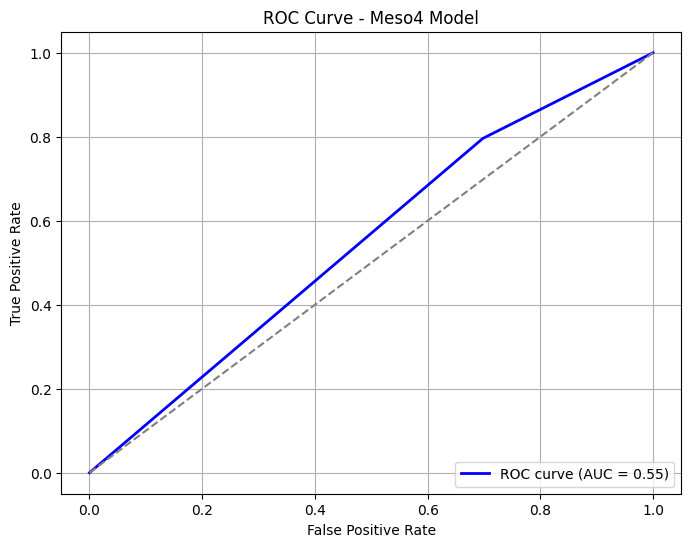 ROC Curve - Meso4 Model
1.0
0.8
0.6
0.4
0.2
0.0
True Positive Rate
ROC curve (AUC = 0.55)
0.0 0.2 0.4 0.6 0.8 1.0
False Positive Rate